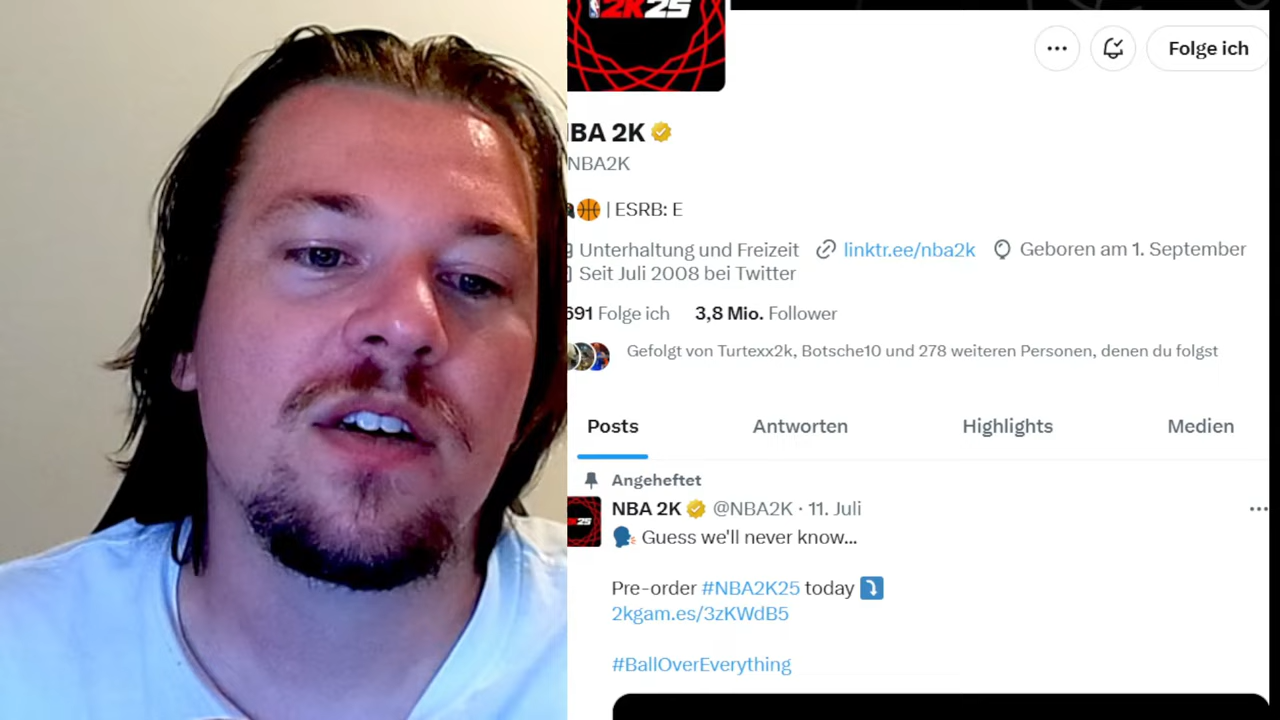 2K25
Folge ich
BA 2K
NBA2K
| ESRB: E
Unterhaltung und Freizeit linktr.ee/nba2k Geboren am 1. September
Seit Juli 2008 bei Twitter
691 Folge ich 3,8 Mio. Follower
Gefolgt von Turtexx2k, Botsche10 und 278 weiteren Personen, denen du folgst
Posts Antworten Highlights Medien
Angeheftet
NBA 2K @NBA2K · 11. Juli
Guess we'll never know...
Pre-order #NBA2K25 today
2kgam.es/3zKWdB5
#BallOverEverything